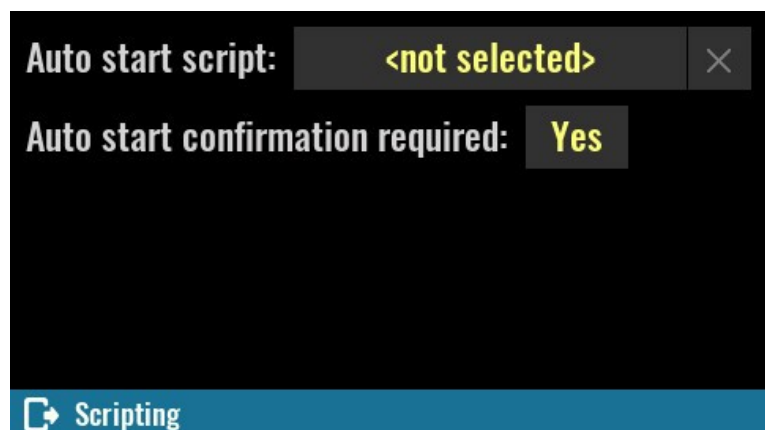 Auto start script: <not selected>
Auto start confirmation required: Yes
Scripting